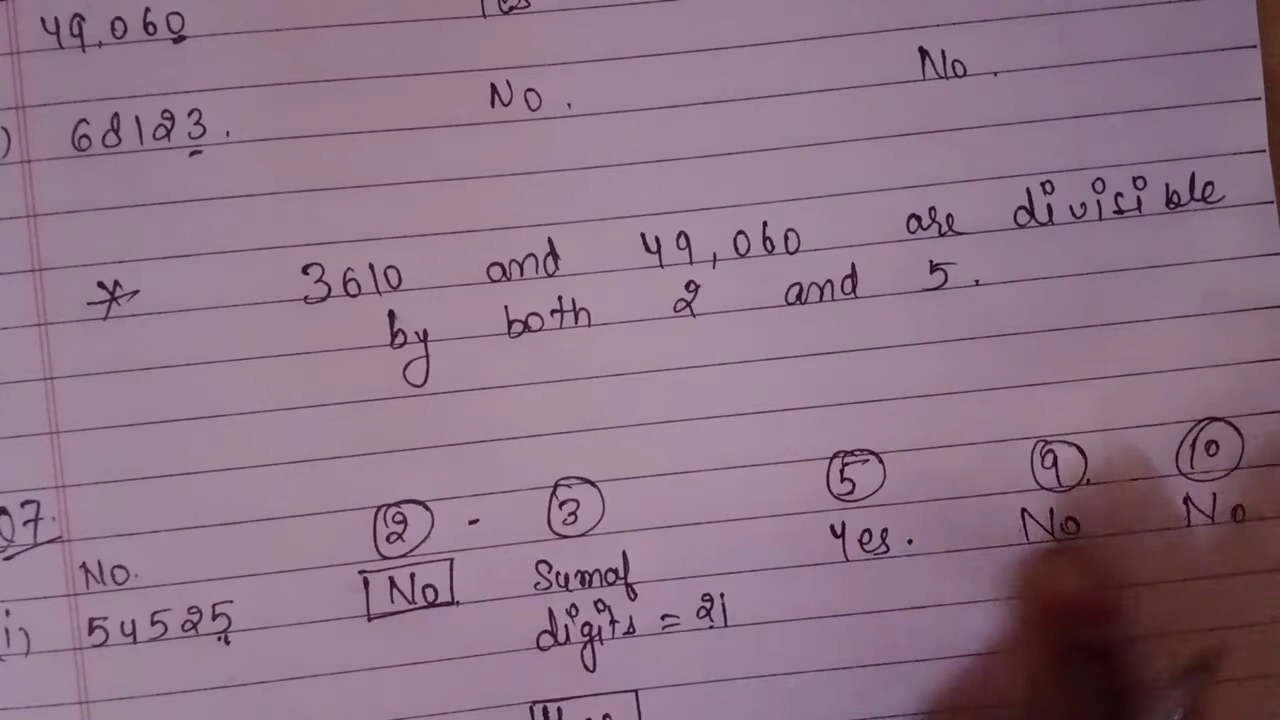 49,060
) 68123. No. No.
* 3610 and 49,060 are divisible
by both 2 and 5.
Q7. 2 - 3 5 9. 10
No. No Sum of Yes. No No
i) 54525 digits = 21